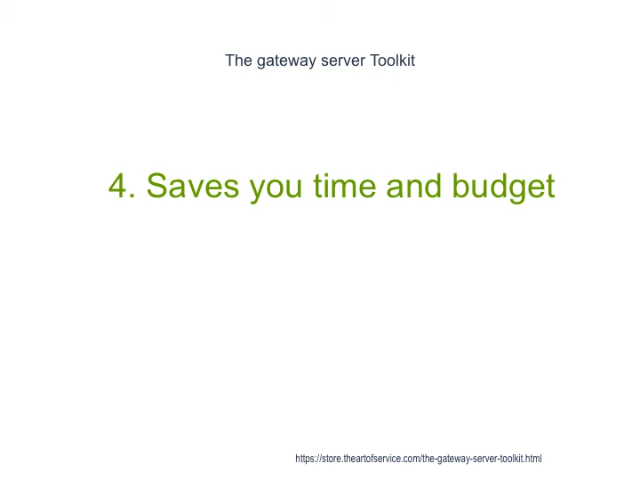 The gateway server Toolkit
4. Saves you time and budget
https://store.theartofservice.com/the-gateway-server-toolkit.html